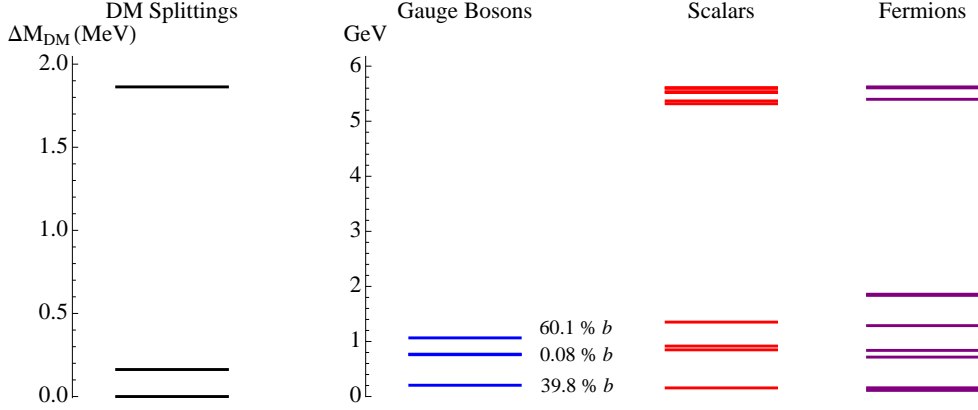 DM Splittings
Gauge Bosons
Scalars
Fermions
ΔM_DM (MeV)
GeV
2.0
1.5
1.0
0.5
0.0
6
5
4
3
2
1
0
60.1 % b
0.08 % b
39.8 % b